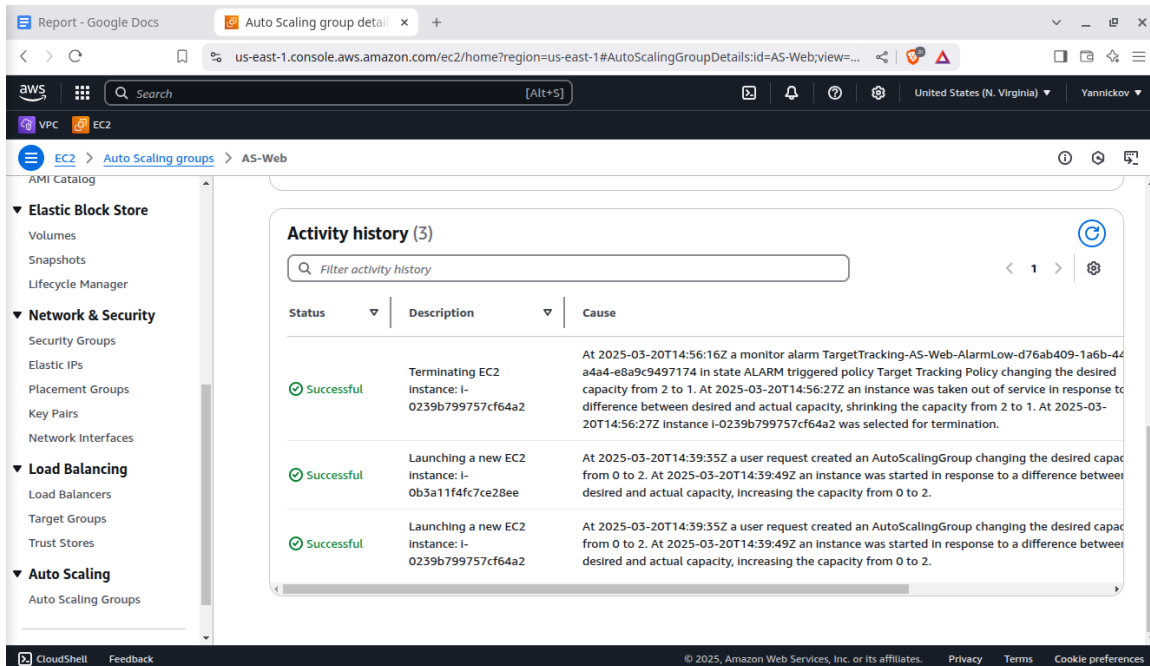 Report - Google Docs
Auto Scaling group detail
us-east-1.console.aws.amazon.com/ec2/home?region=us-east-1#AutoScalingGroupDetails:id=AS-Web;view=...
20
aws
Search
[Alt+S]
United States (N. Virginia)
Yannickov
VPC
EC2
EC2 > Auto Scaling groups > AS-Web
AMI Catalog
Elastic Block Store
Volumes
Snapshots
Lifecycle Manager
Network & Security
Security Groups
Elastic IPs
Placement Groups
Key Pairs
Network Interfaces
Load Balancing
Load Balancers
Target Groups
Trust Stores
Auto Scaling
Auto Scaling Groups
Activity history (3)
Filter activity history
1
Status
Description
Cause
Successful
Terminating EC2
instance: i-
0239b799757cf64a2
At 2025-03-20T14:56:16Z a monitor alarm TargetTracking-AS-Web-AlarmLow-d76ab409-1a6b-44
a4a4-e8a9c9497174 in state ALARM triggered policy Target Tracking Policy changing the desired
capacity from 2 to 1. At 2025-03-20T14:56:27Z an instance was taken out of service in response to
difference between desired and actual capacity, shrinking the capacity from 2 to 1. At 2025-03-
20T14:56:27Z instance i-0239b799757cf64a2 was selected for termination.
Successful
Launching a new EC2
instance: i-
0b3a11f4fc7ce28ee
At 2025-03-20T14:39:35Z a user request created an AutoScalingGroup changing the desired capac
from 0 to 2. At 2025-03-20T14:39:49Z an instance was started in response to a difference between
desired and actual capacity, increasing the capacity from 0 to 2.
Successful
Launching a new EC2
instance: i-
0239b799757cf64a2
At 2025-03-20T14:39:35Z a user request created an AutoScalingGroup changing the desired capac
from 0 to 2. At 2025-03-20T14:39:49Z an instance was started in response to a difference between
desired and actual capacity, increasing the capacity from 0 to 2.
CloudShell
Feedback
© 2025, Amazon Web Services, Inc. or its affiliates.
Privacy
Terms
Cookie preferences